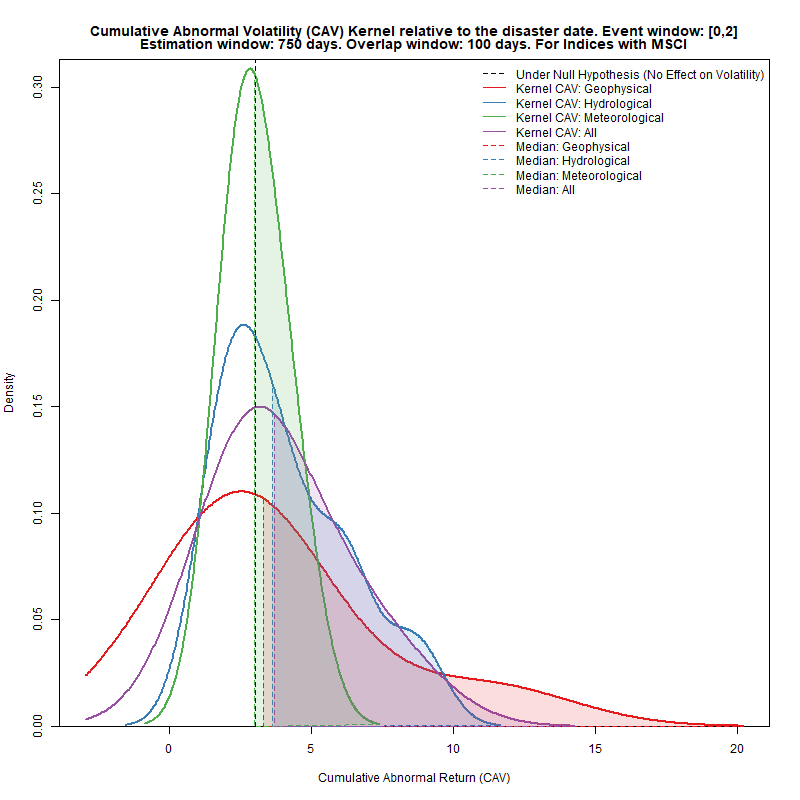 Cumulative Abnormal Volatility (CAV) Kernel relative to the disaster date. Event window: [0,2]
Estimation window: 750 days. Overlap window: 100 days. For Indices with MSCI
Under Null Hypothesis (No Effect on Volatility)
Kernel CAV: Geophysical
Kernel CAV: Hydrological
Kernel CAV: Meteorological
Kernel CAV: All
Median: Geophysical
Median: Hydrological
Median: Meteorological
Median: All
Density
0.30
0.25
0.20
0.15
0.10
0.05
0.00
0
5
10
15
20
Cumulative Abnormal Return (CAV)